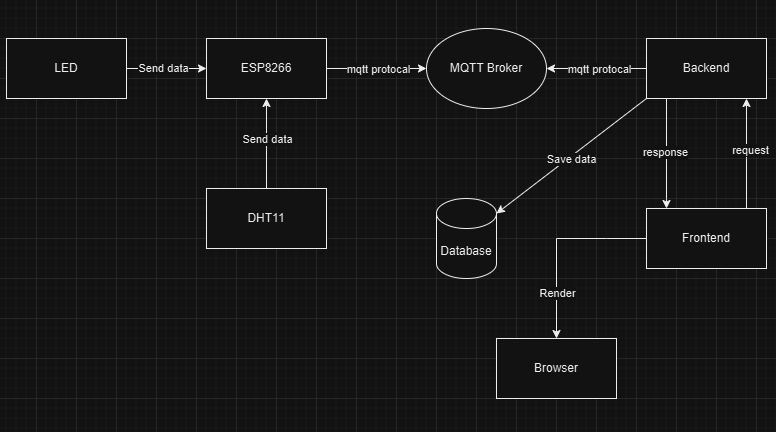 LED
Send data
ESP8266
mqtt protocal
MQTT Broker
mqtt protocal
Backend
Send data
Save data
response
request
DHT11
Database
Frontend
Render
Browser